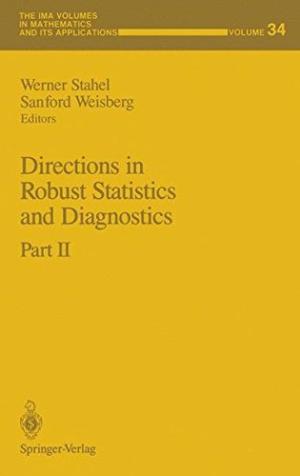 THE IMA VOLUMES
IN MATHEMATICS
AND ITS APPLICATIONS
VOLUME 34
Werner Stahel
Sanford Weisberg
Editors
Directions in
Robust Statistics
and Diagnostics
Part II
Springer-Verlag